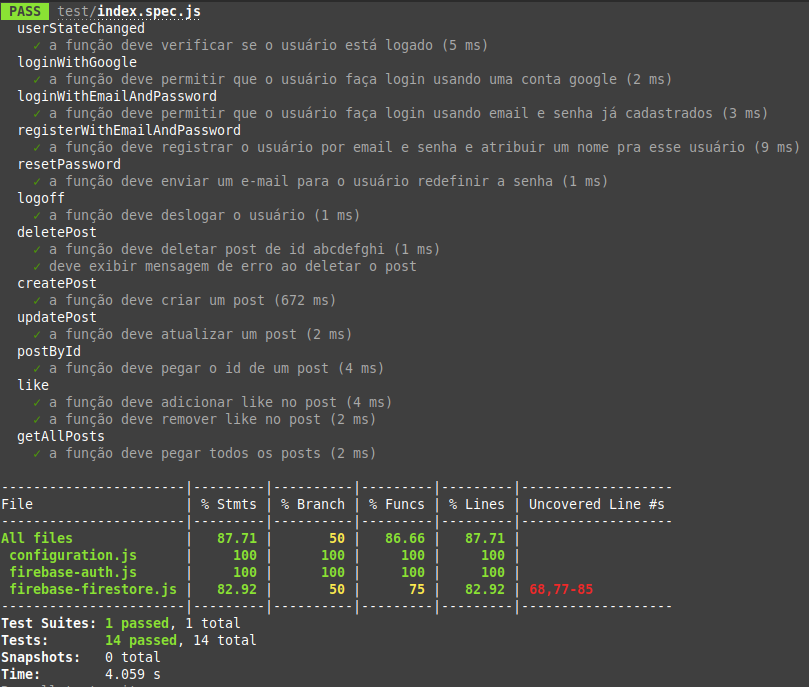 PASS test/index.spec.js
userStateChanged
✓ a função deve verificar se o usuário está logado (5 ms)
loginWithGoogle
✓ a função deve permitir que o usuário faça login usando uma conta google (2 ms)
loginWithEmailAndPassword
✓ a função deve permitir que o usuário faça login usando email e senha já cadastrados (3 ms)
registerWithEmailAndPassword
✓ a função deve registrar o usuário por email e senha e atribuir um nome pra esse usuário (9 ms)
resetPassword
✓ a função deve enviar um e-mail para o usuário redefinir a senha (1 ms)
logoff
✓ a função deve deslogar o usuário (1 ms)
deletePost
✓ a função deve deletar post de id abcdefghi (1 ms)
✓ deve exibir mensagem de erro ao deletar o post
createPost
✓ a função deve criar um post (672 ms)
updatePost
✓ a função deve atualizar um post (2 ms)
postById
✓ a função deve pegar o id de um post (4 ms)
like
✓ a função deve adicionar like no post (4 ms)
✓ a função deve remover like no post (2 ms)
getAllPosts
✓ a função deve pegar todos os posts (2 ms)
-----------------------|---------|----------|---------|---------|-------------------
File | % Stmts | % Branch | % Funcs | % Lines | Uncovered Line #s
-----------------------|---------|----------|---------|---------|-------------------
All files | 87.71 | 50 | 86.66 | 87.71 |
configuration.js | 100 | 100 | 100 | 100 |
firebase-auth.js | 100 | 100 | 100 | 100 |
firebase-firestore.js | 82.92 | 50 | 75 | 82.92 | 68,77-85
-----------------------|---------|----------|---------|---------|-------------------
Test Suites: 1 passed, 1 total
Tests: 14 passed, 14 total
Snapshots: 0 total
Time: 4.059 s